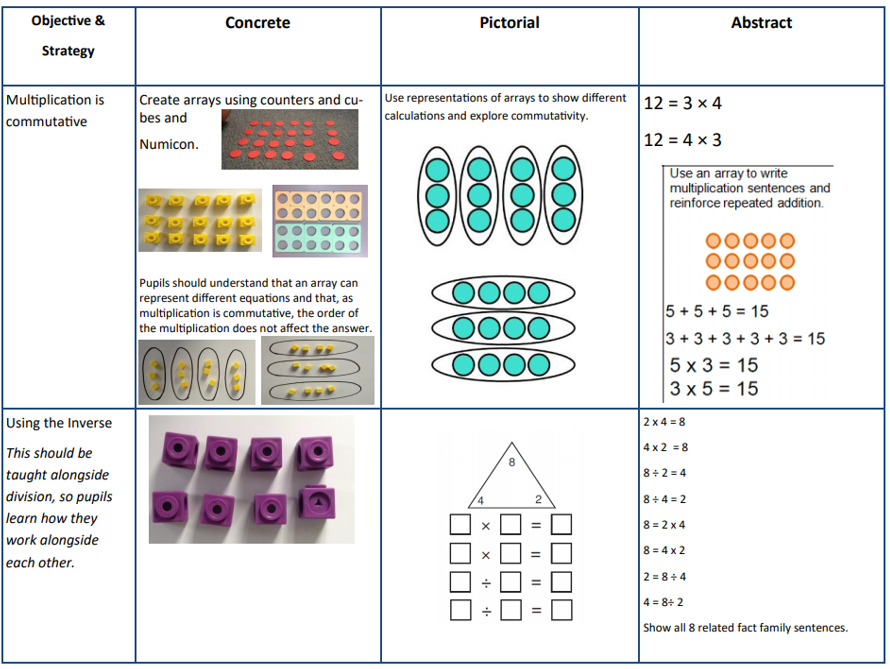 Objective &
Strategy
Concrete
Pictorial
Abstract
Multiplication is
commutative
Create arrays using counters and cu-
bes and
Numicon.
Pupils should understand that an array can
represent different equations and that, as
multiplication is commutative, the order of
the multiplication does not affect the answer.
Use representations of arrays to show different
calculations and explore commutativity.
12 = 3 × 4
12 = 4 × 3
Use an array to write
multiplication sentences and
reinforce repeated addition.
5 + 5 + 5 = 15
3 + 3 + 3 + 3 + 3 = 15
5 x 3 = 15
3 x 5 = 15
Using the Inverse
This should be
taught alongside
division, so pupils
learn how they
work alongside
each other.
8
4 2
× =
× =
÷ =
÷ =
2 x 4 = 8
4 x 2 = 8
8 ÷ 2 = 4
8 ÷ 4 = 2
8 = 2 x 4
8 = 4 x 2
2 = 8 ÷ 4
4 = 8÷ 2
Show all 8 related fact family sentences.